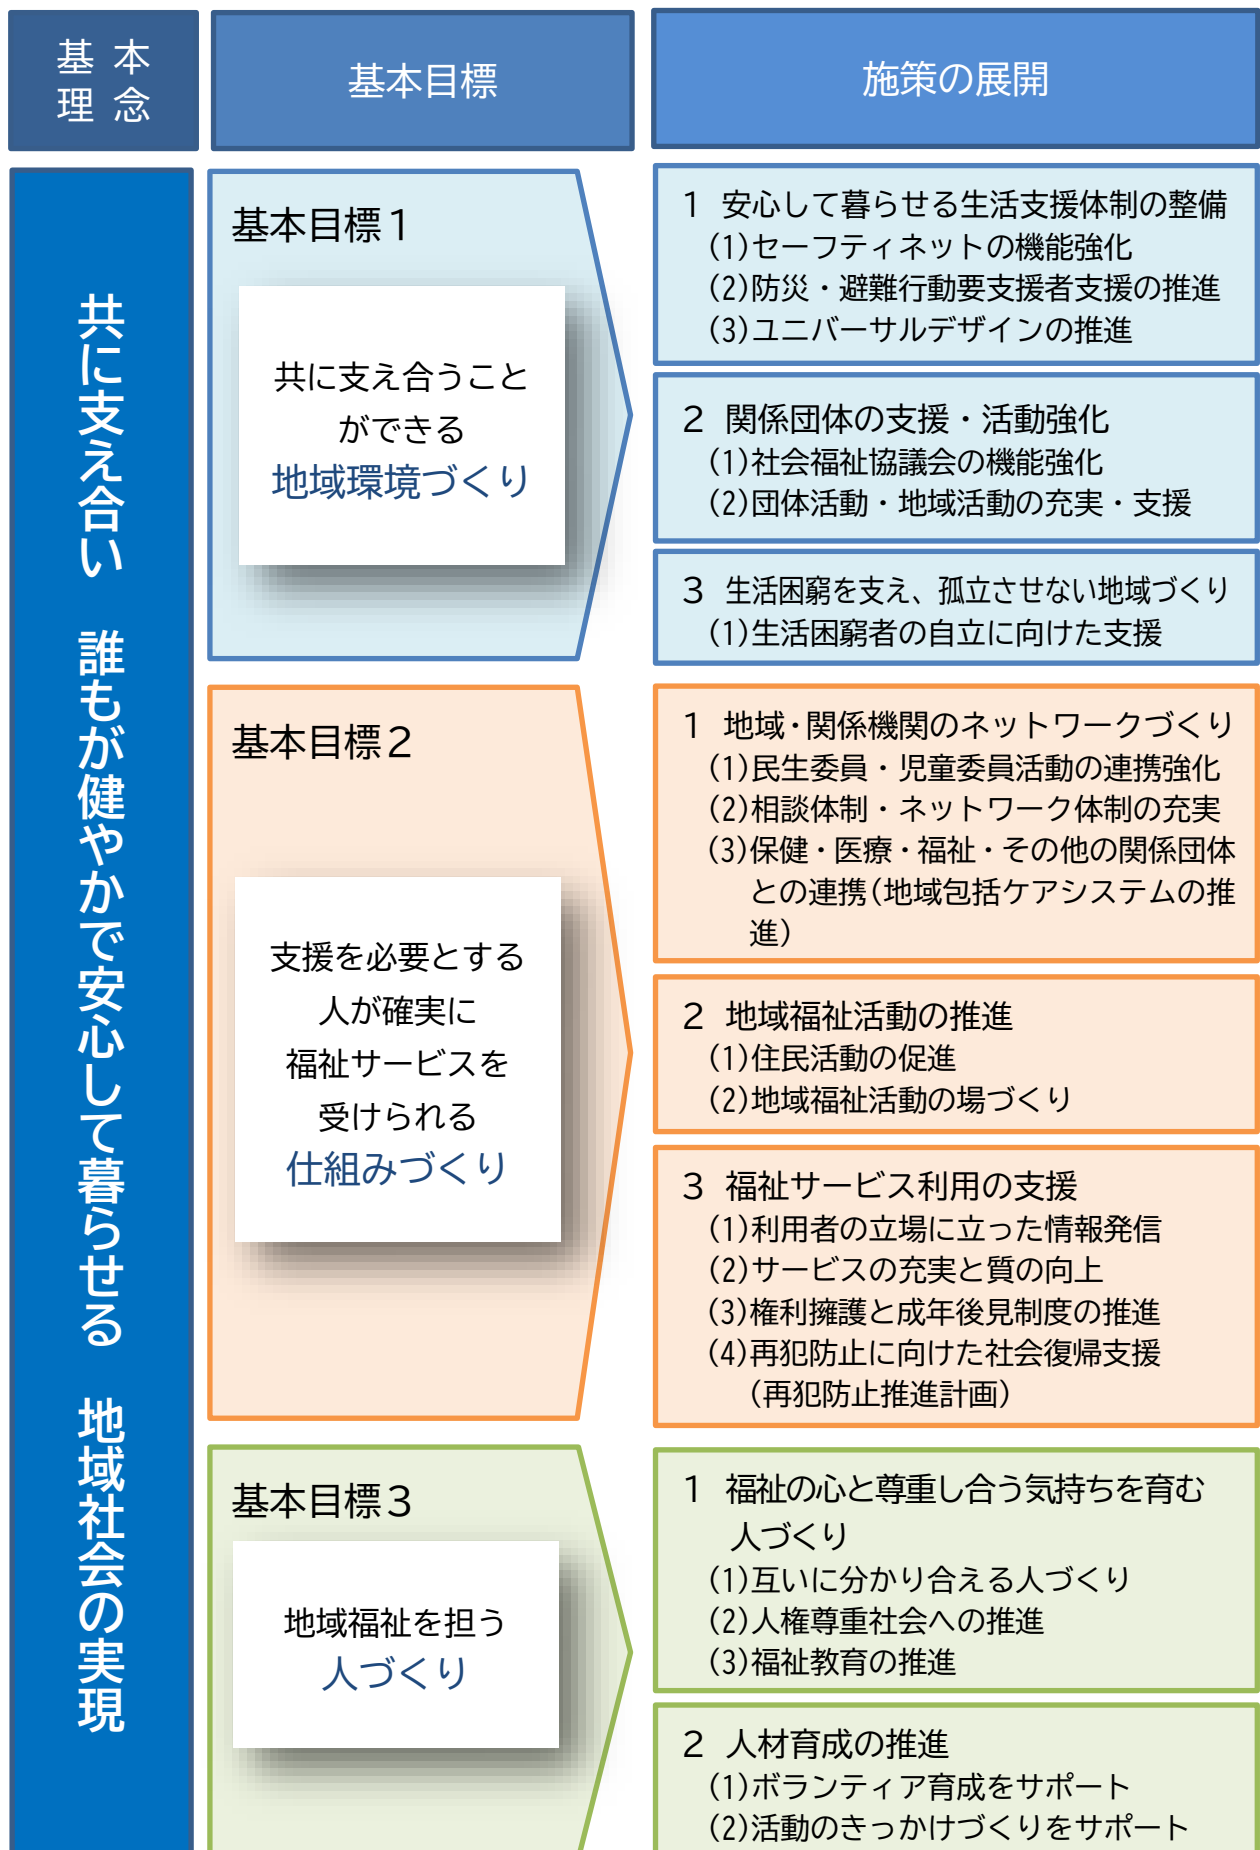 基 本
理 念
基本目標
施策の展開
共に支え合い　誰もが健やかで安心して暮らせる　地域社会の実現
基本目標１
共に支え合うこと
ができる
地域環境づくり
１ 安心して暮らせる生活支援体制の整備
(1)セーフティネットの機能強化
(2)防災・避難行動要支援者支援の推進
(3)ユニバーサルデザインの推進
２ 関係団体の支援・活動強化
(1)社会福祉協議会の機能強化
(2)団体活動・地域活動の充実・支援
３ 生活困窮を支え、孤立させない地域づくり
(1)生活困窮者の自立に向けた支援
基本目標２
支援を必要とする
人が確実に
福祉サービスを
受けられる
仕組みづくり
１ 地域・関係機関のネットワークづくり
(1)民生委員・児童委員活動の連携強化
(2)相談体制・ネットワーク体制の充実
(3)保健・医療・福祉・その他の関係団体
との連携(地域包括ケアシステムの推
進)
２ 地域福祉活動の推進
(1)住民活動の促進
(2)地域福祉活動の場づくり
３ 福祉サービス利用の支援
(1)利用者の立場に立った情報発信
(2)サービスの充実と質の向上
(3)権利擁護と成年後見制度の推進
(4)再犯防止に向けた社会復帰支援
(再犯防止推進計画)
基本目標３
地域福祉を担う
人づくり
１ 福祉の心と尊重し合う気持ちを育む
人づくり
(1)互いに分かり合える人づくり
(2)人権尊重社会への推進
(3)福祉教育の推進
２ 人材育成の推進
(1)ボランティア育成をサポート
(2)活動のきっかけづくりをサポート